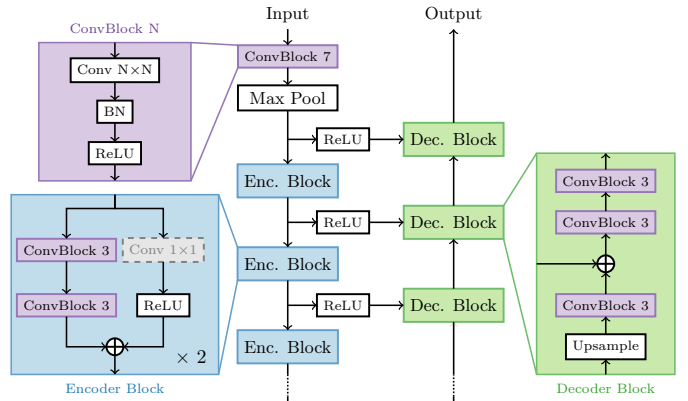 ConvBlock N
Conv N×N
BN
ReLU
Input
Output
ConvBlock 7
Max Pool
ReLU
Dec. Block
Enc. Block
ReLU
Dec. Block
Enc. Block
ReLU
Dec. Block
Enc. Block
ConvBlock 3
Conv 1×1
ConvBlock 3
ReLU
× 2
Encoder Block
ConvBlock 3
ConvBlock 3
ConvBlock 3
Upsample
Decoder Block